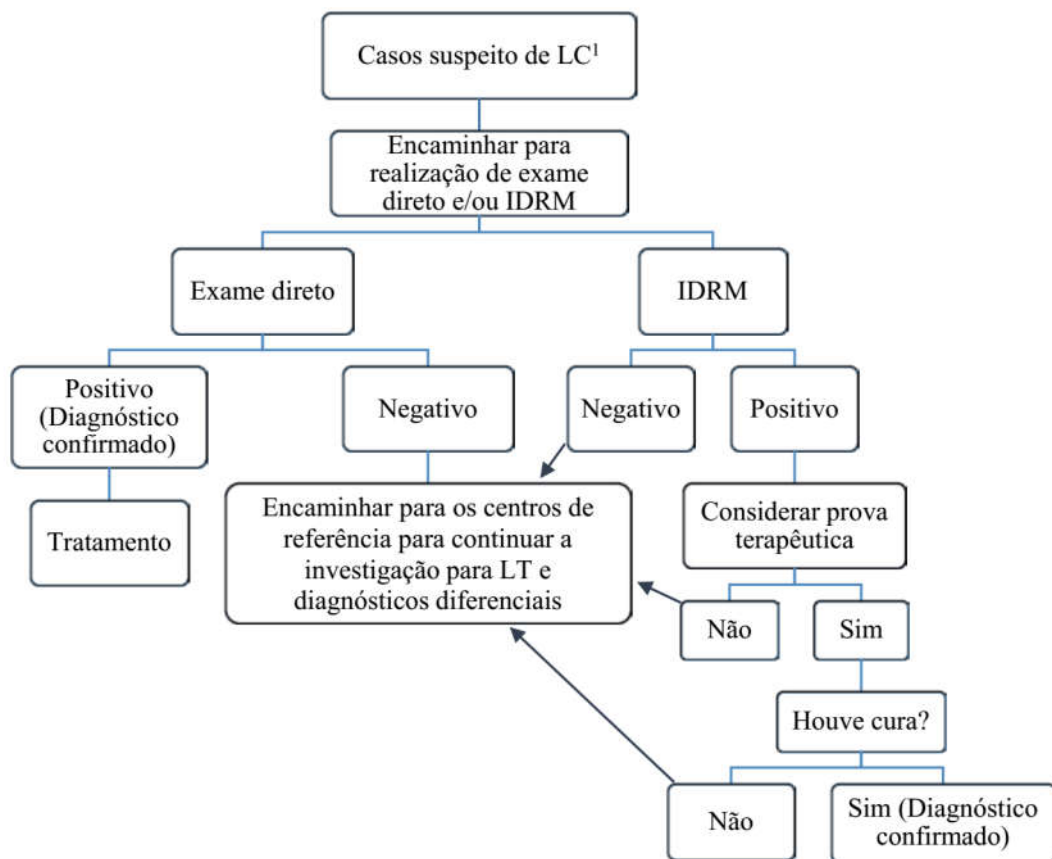 Casos suspeito de LC¹
Encaminhar para
realização de exame
direto e/ou IDRM
Exame direto
IDRM
Positivo
(Diagnóstico
confirmado)
Negativo
Negativo
Positivo
Tratamento
Encaminhar para os centros de
referência para continuar a
investigação para LT e
diagnósticos diferenciais
Considerar prova
terapêutica
Não
Sim
Houve cura?
Não
Sim (Diagnóstico
confirmado)